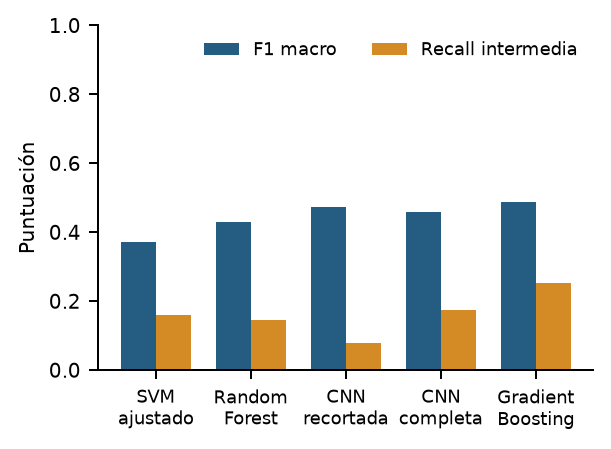 F1 macro
Recall intermedia
Puntuación
1.0
0.8
0.6
0.4
0.2
0.0
SVM
ajustado
Random
Forest
CNN
recortada
CNN
completa
Gradient
Boosting